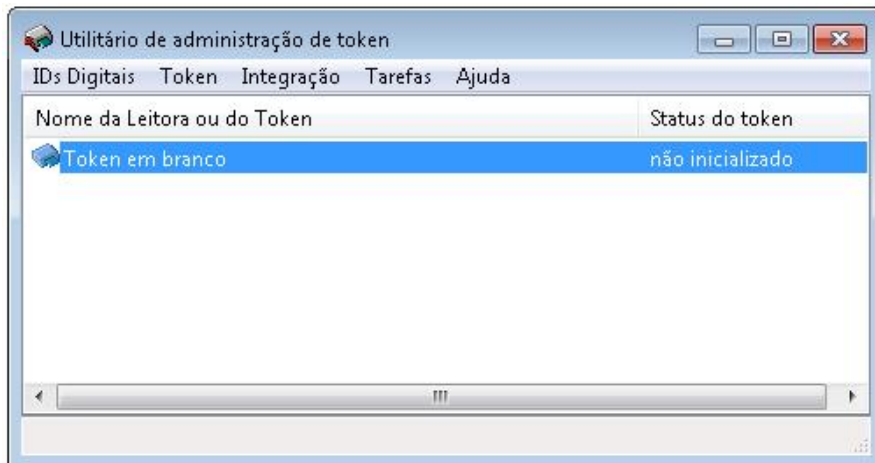 Utilitário de administração de token
IDs Digitais Token Integração Tarefas Ajuda
Nome da Leitora ou do Token Status do token
Token em branco não inicializado